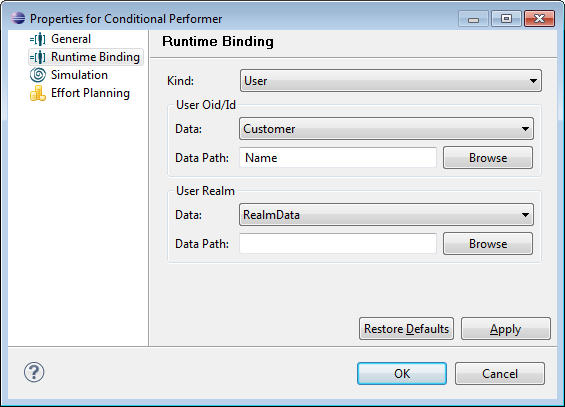 Properties for Conditional Performer
General
Runtime Binding
Simulation
Effort Planning
Runtime Binding
Kind: User
User Oid/Id
Data: Customer
Data Path: Name Browse
User Realm
Data: RealmData
Data Path: Browse
Restore Defaults Apply
? OK Cancel